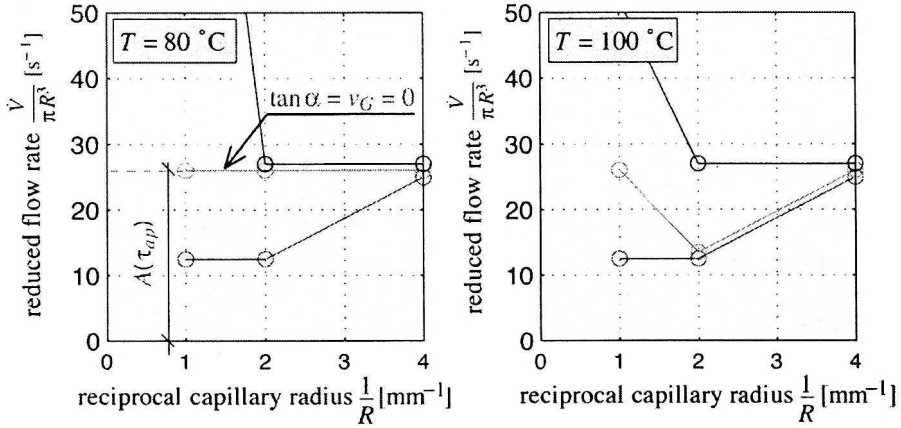 T = 80 °C
tan α = v_G = 0
A(τ_ap)
reduced flow rate V̇/πR³ [s⁻¹]
50
40
30
20
10
0
0 1 2 3 4
reciprocal capillary radius 1/R [mm⁻¹]
T = 100 °C
reduced flow rate V̇/πR³ [s⁻¹]
50
40
30
20
10
0
0 1 2 3 4
reciprocal capillary radius 1/R [mm⁻¹]